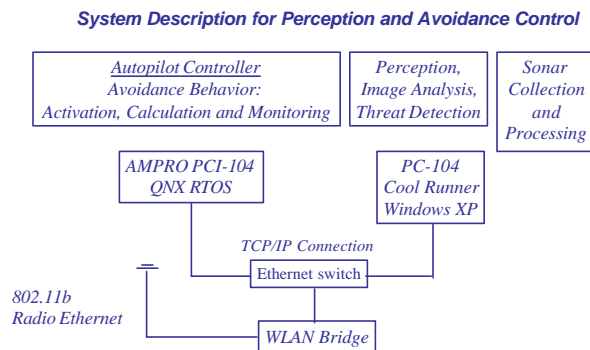 System Description for Perception and Avoidance Control
Autopilot Controller
Avoidance Behavior:
Activation, Calculation and Monitoring
Perception,
Image Analysis,
Threat Detection
Sonar
Collection
and
Processing
AMPRO PCI-104
QNX RTOS
PC-104
Cool Runner
Windows XP
TCP/IP Connection
Ethernet switch
802.11b
Radio Ethernet
WLAN Bridge